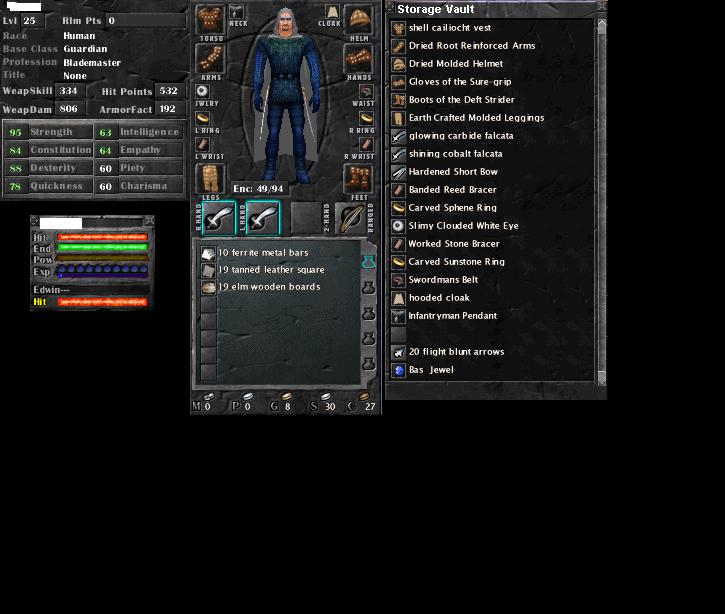 Lvl 25 Rlm Pts 0
Race Human
Base Class Guardian
Profession Blademaster
Title None
WeapSkill 334 Hit Points 532
WeapDam 806 ArmorFact 192
95 Strength 63 Intelligence
84 Constitution 64 Empathy
88 Dexterity 60 Piety
78 Quickness 60 Charisma
Hit
End
Pow
Exp
Edwin---
Hit
TORSO NECK CLOAK HELM
ARMS HANDS
JWLRY WAIST
L RING R RING
L WRIST R WRIST
LEGS Enc: 49/94 FEET
R HAND L HAND 2-HAND RANGED
10 ferrite metal bars
19 tanned leather square
19 elm wooden boards
M 0 P 0 G 8 S 30 C 27
Storage Vault
shell cailiocht vest
Dried Root Reinforced Arms
Dried Molded Helmet
Gloves of the Sure-grip
Boots of the Deft Strider
Earth Crafted Molded Leggings
glowing carbide falcata
shining cobalt falcata
Hardened Short Bow
Banded Reed Bracer
Carved Sphene Ring
Slimy Clouded White Eye
Worked Stone Bracer
Carved Sunstone Ring
Swordmans Belt
hooded cloak
Infantryman Pendant
20 flight blunt arrows
Bas Jewel